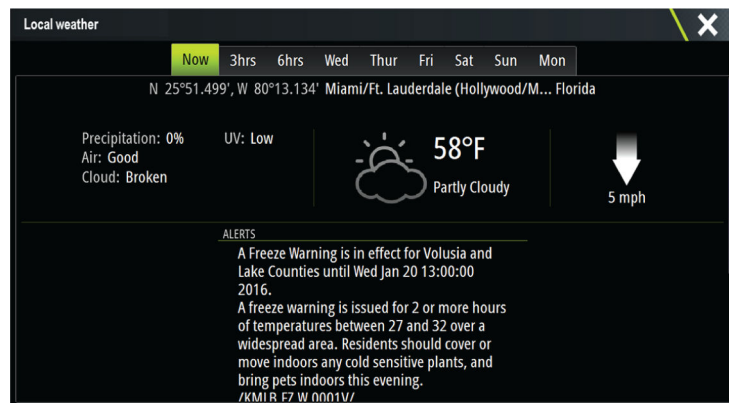 Local weather
Now 3hrs 6hrs Wed Thur Fri Sat Sun Mon
N 25°51.499', W 80°13.134' Miami/Ft. Lauderdale (Hollywood/M... Florida
Precipitation: 0% UV: Low
Air: Good
Cloud: Broken
58°F
Partly Cloudy
5 mph
ALERTS
A Freeze Warning is in effect for Volusia and
Lake Counties until Wed Jan 20 13:00:00
2016.
A freeze warning is issued for 2 or more hours
of temperatures between 27 and 32 over a
widespread area. Residents should cover or
move indoors any cold sensitive plants, and
bring pets indoors this evening.
/KMLB.FZ.W.0001V/